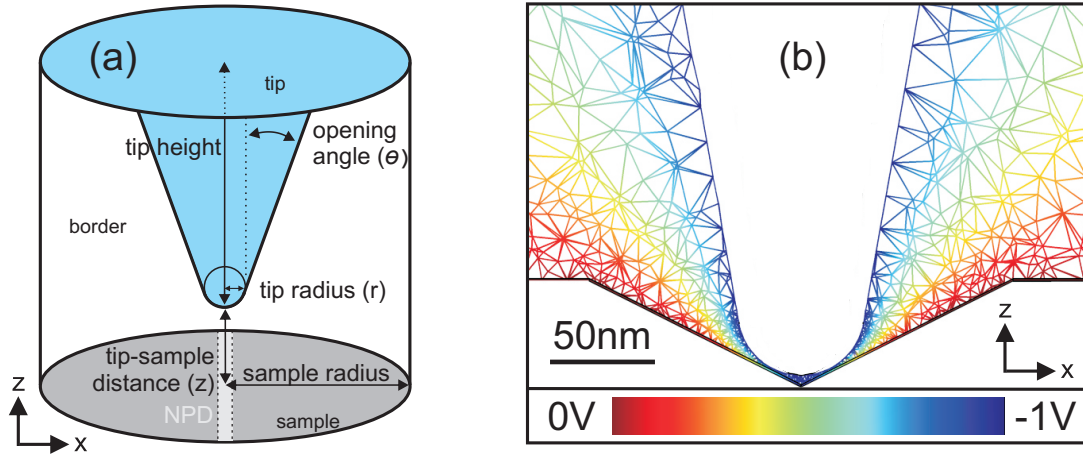 (a)
tip
tip height
opening
angle (ϴ)
border
tip radius (r)
tip-sample
distance (z)
sample radius
NPD
sample
z
x
(b)
50nm
z
x
0V
-1V